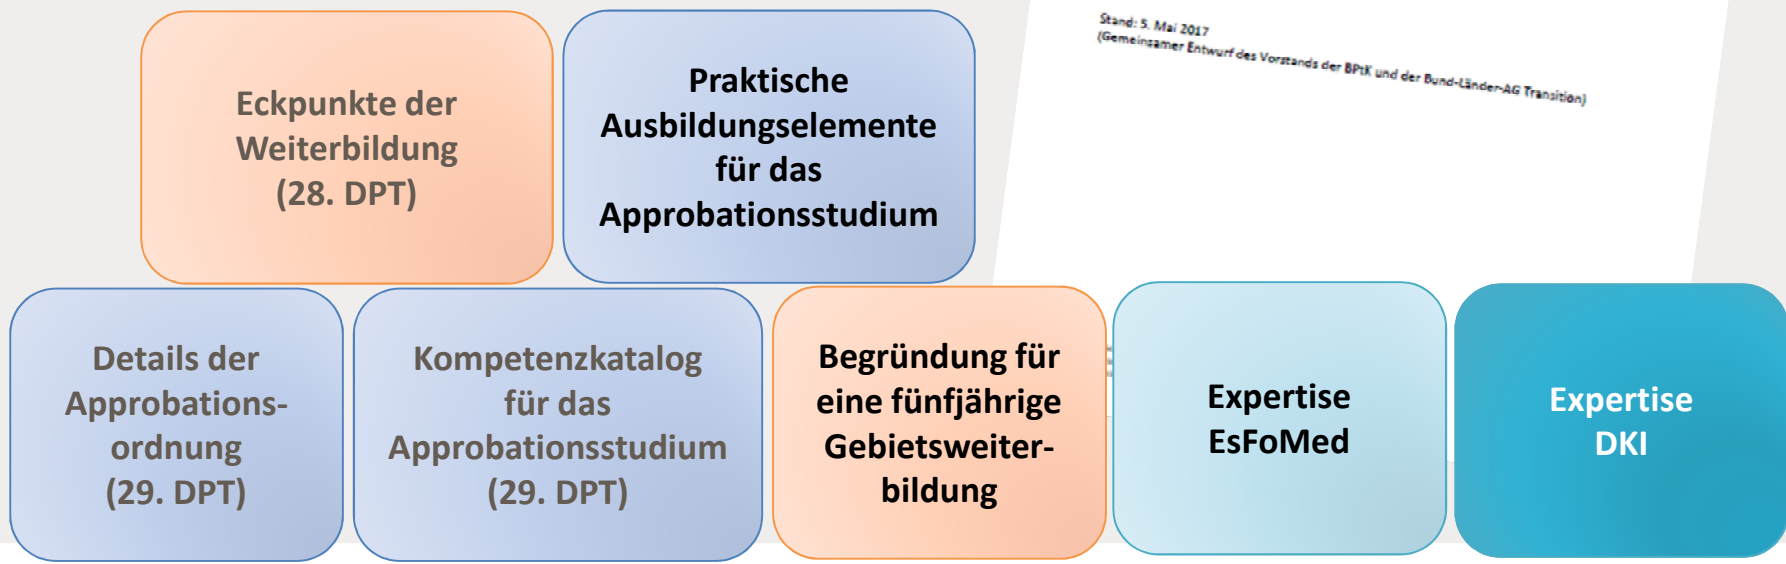 Stand: 5. Mai 2017
(Gemeinsamer Entwurf des Vorstands der BPtK und der Bund-Länder-AG Transition)
Eckpunkte der
Weiterbildung
(28. DPT)
Praktische
Ausbildungselemente
für das
Approbationsstudium
Details der
Approbations-
ordnung
(29. DPT)
Kompetenzkatalog
für das
Approbationsstudium
(29. DPT)
Begründung für
eine fünfjährige
Gebietsweiter-
bildung
Expertise
EsFoMed
Expertise
DKI